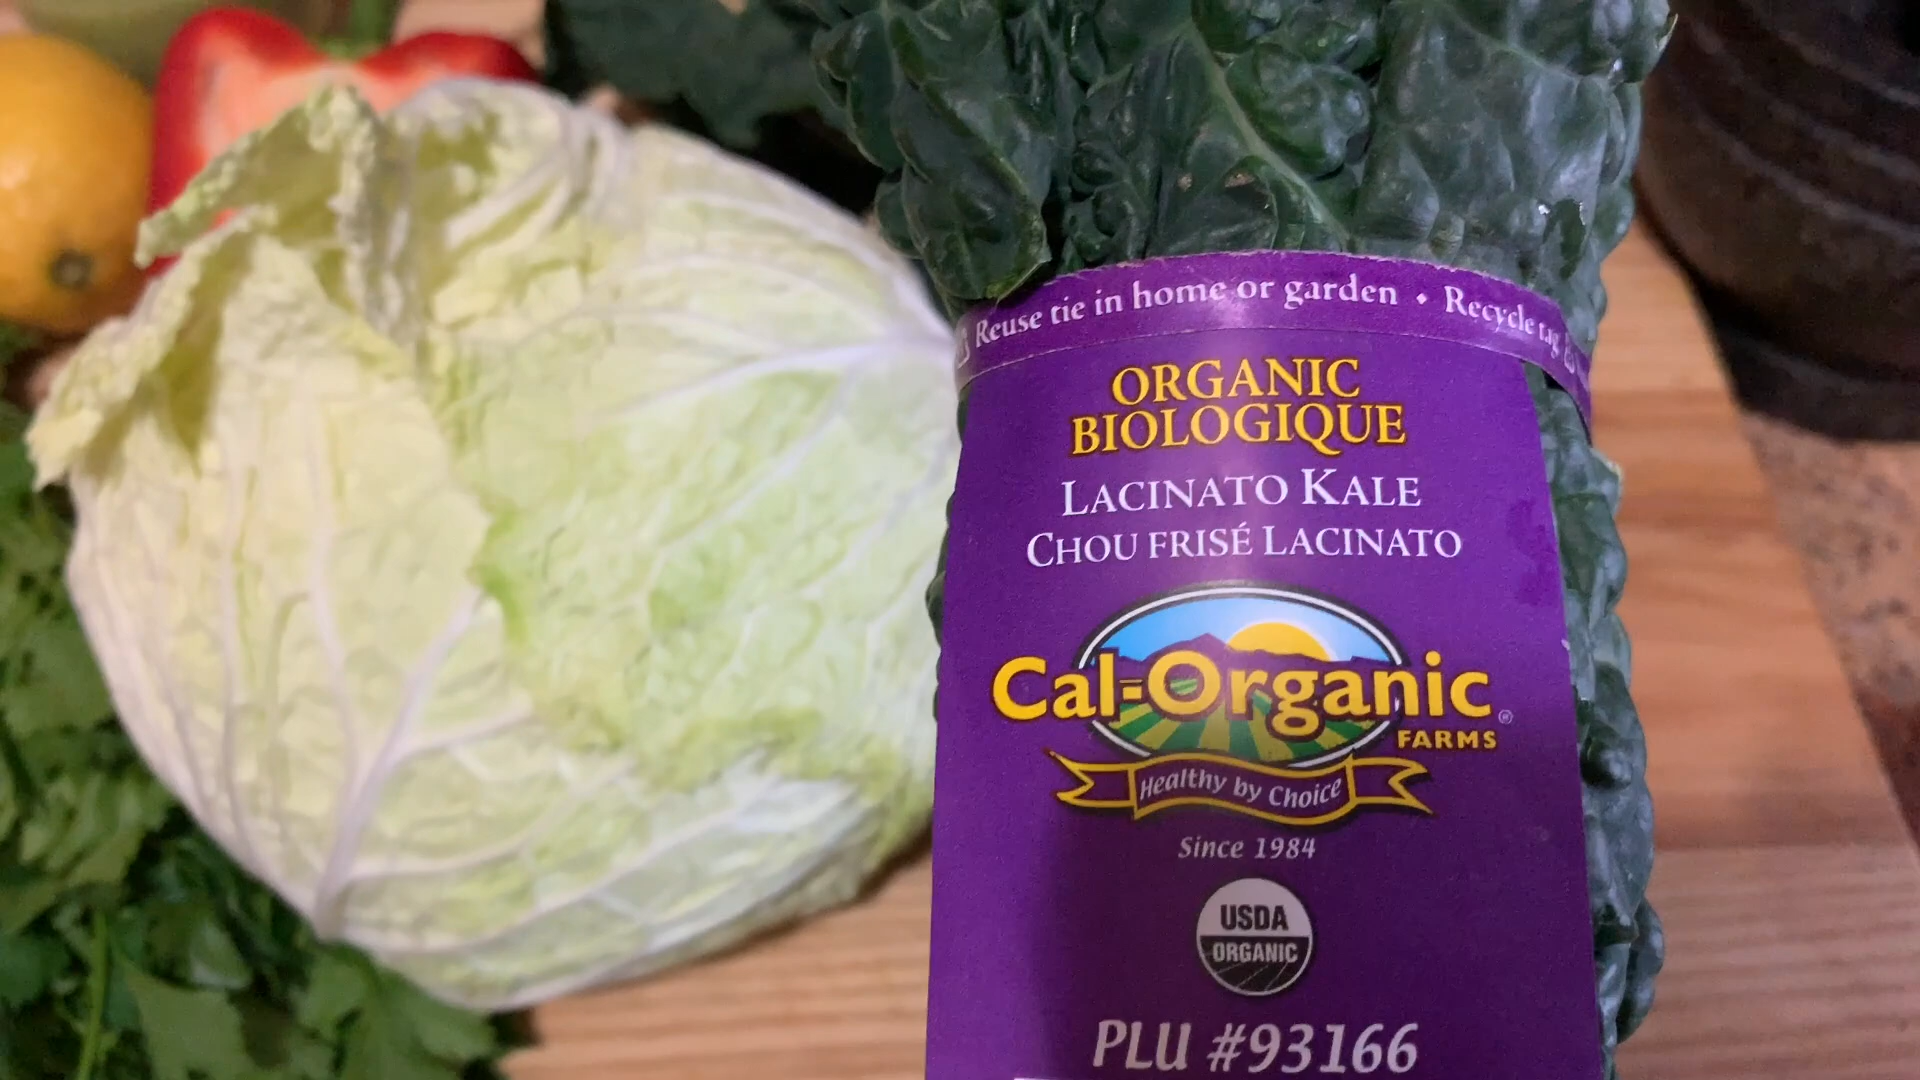 Reuse tie in home or garden • Recycle tag
ORGANIC
BIOLOGIQUE
LACINATO KALE
CHOU FRISÉ LACINATO
Cal-Organic®
FARMS
Healthy by Choice
Since 1984
USDA
ORGANIC
PLU #93166